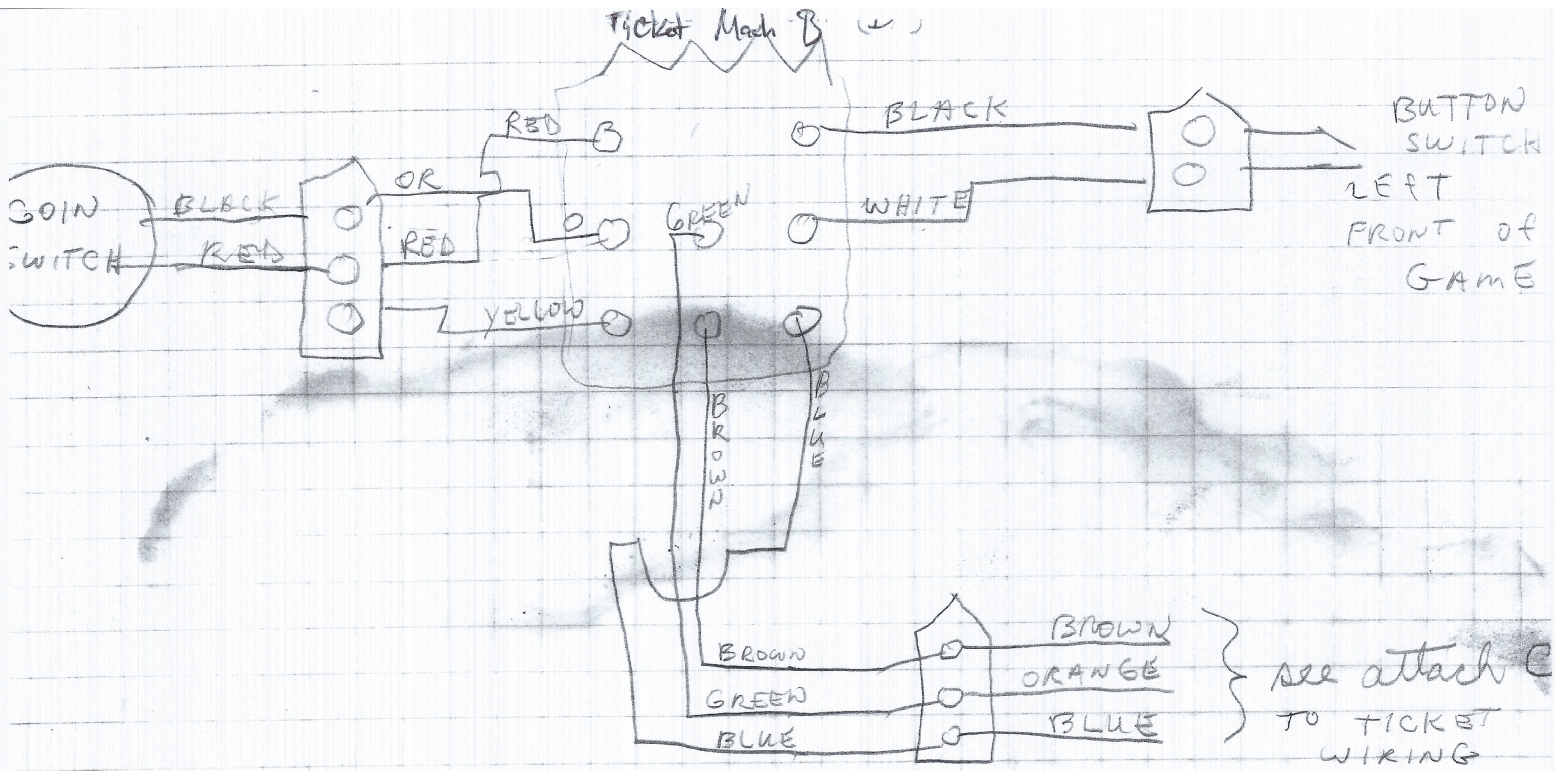 Ticket Mach B
RED
BLACK
BUTTON
SWITCH
LEFT
FRONT of
GAME
OR
COIN
SWITCH
BLACK
RED
RED
GREEN
WHITE
YELLOW
BROWN
BLUE
BROWN
GREEN
BLUE
BROWN
ORANGE
BLUE
see attach C
TO TICKET
WIRING